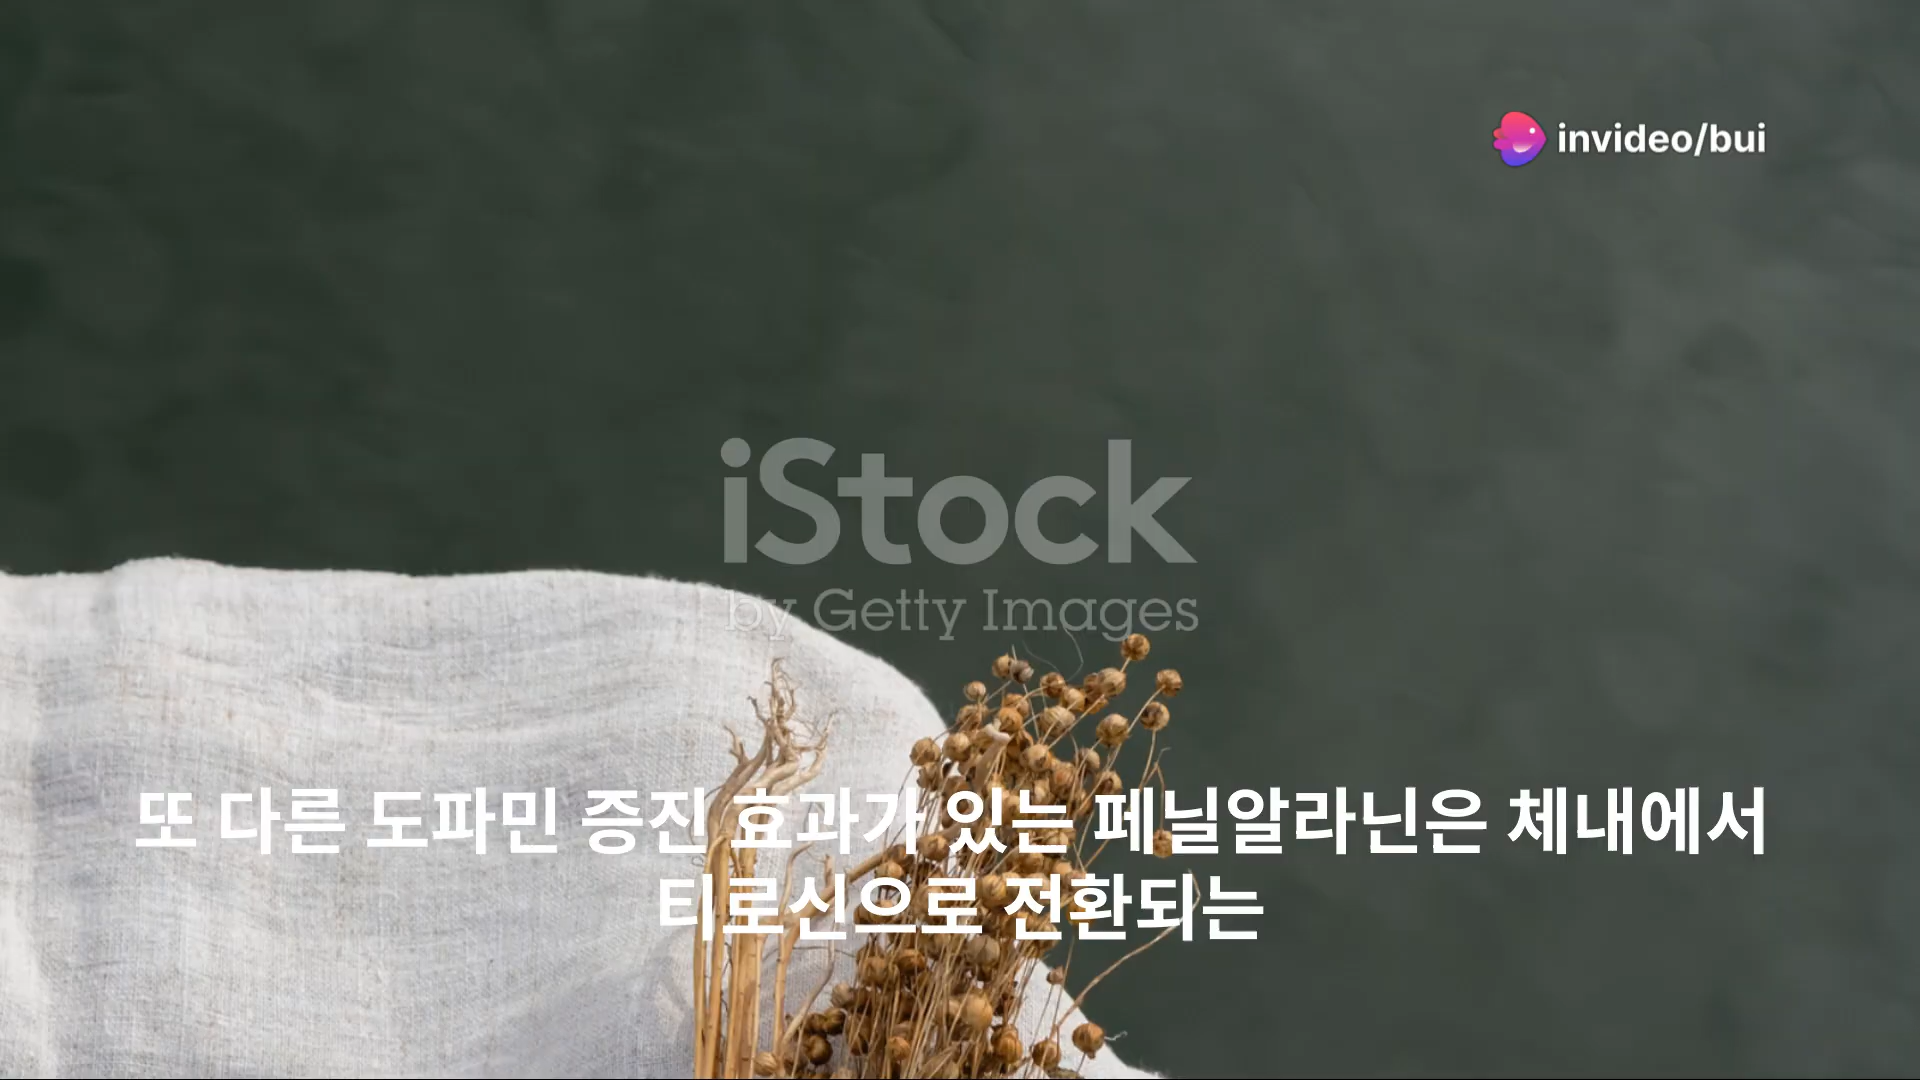 invideo/bui
iStock
by Getty Images
또 다른 도파민 증진 효과가 있는 페닐알라닌은 체내에서
티로신으로 전환되는